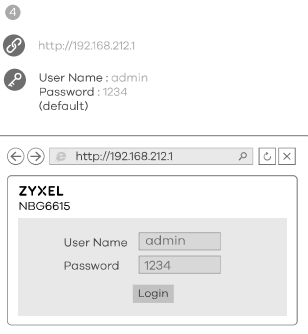 4
http://192.168.212.1
User Name : admin
Password : 1234
(default)
http://192.168.212.1
ZYXEL
NBG6615
User Name admin
Password 1234
Login